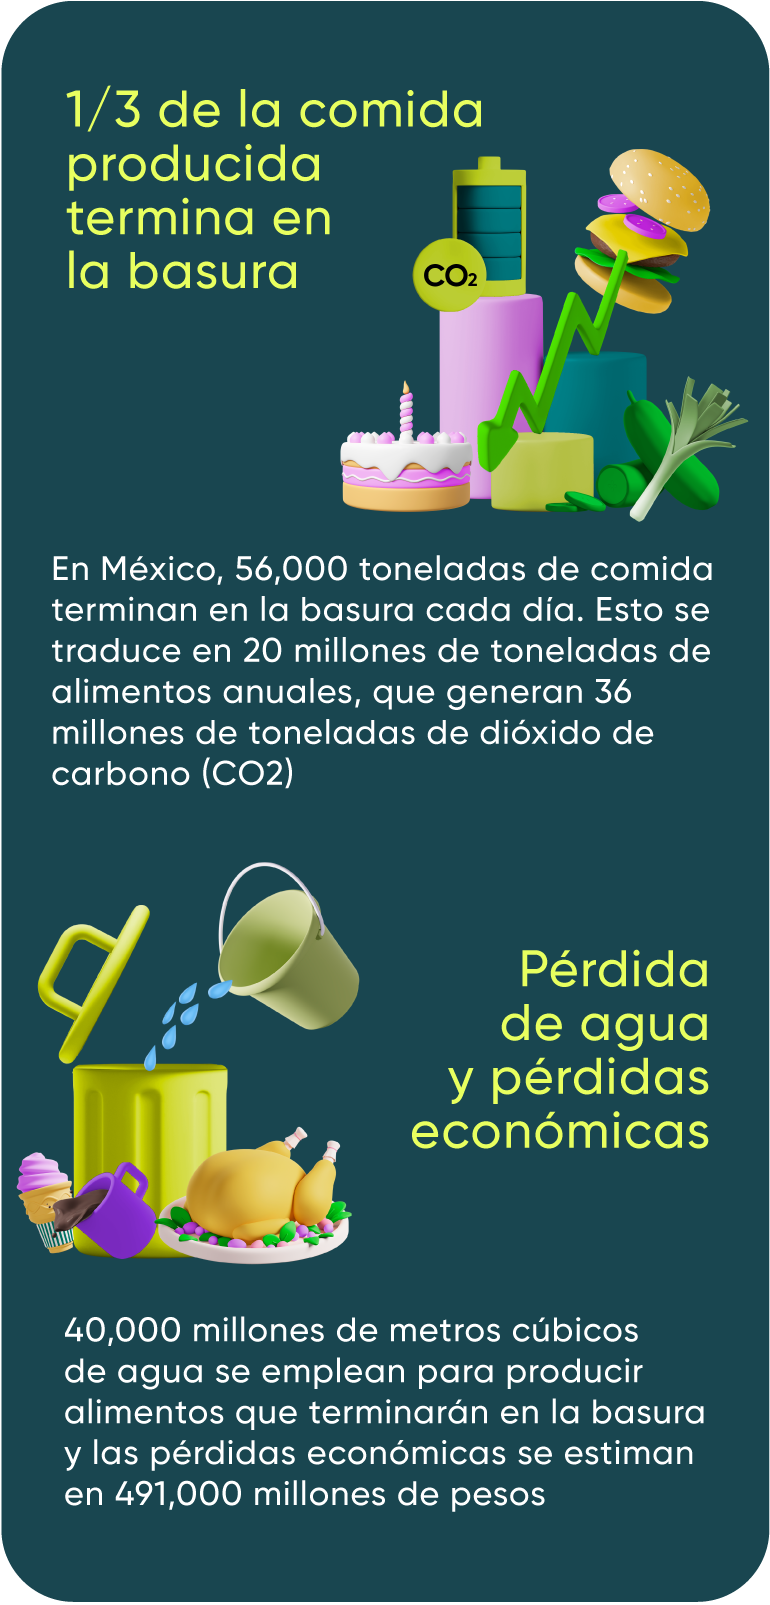 1/3 de la comida
producida
termina en
la basura
CO2
En México, 56,000 toneladas de comida
terminan en la basura cada día. Esto se
traduce en 20 millones de toneladas de
alimentos anuales, que generan 36
millones de toneladas de dióxido de
carbono (CO2)
Pérdida
de agua
y pérdidas
económicas
40,000 millones de metros cúbicos
de agua se emplean para producir
alimentos que terminarán en la basura
y las pérdidas económicas se estiman
en 491,000 millones de pesos